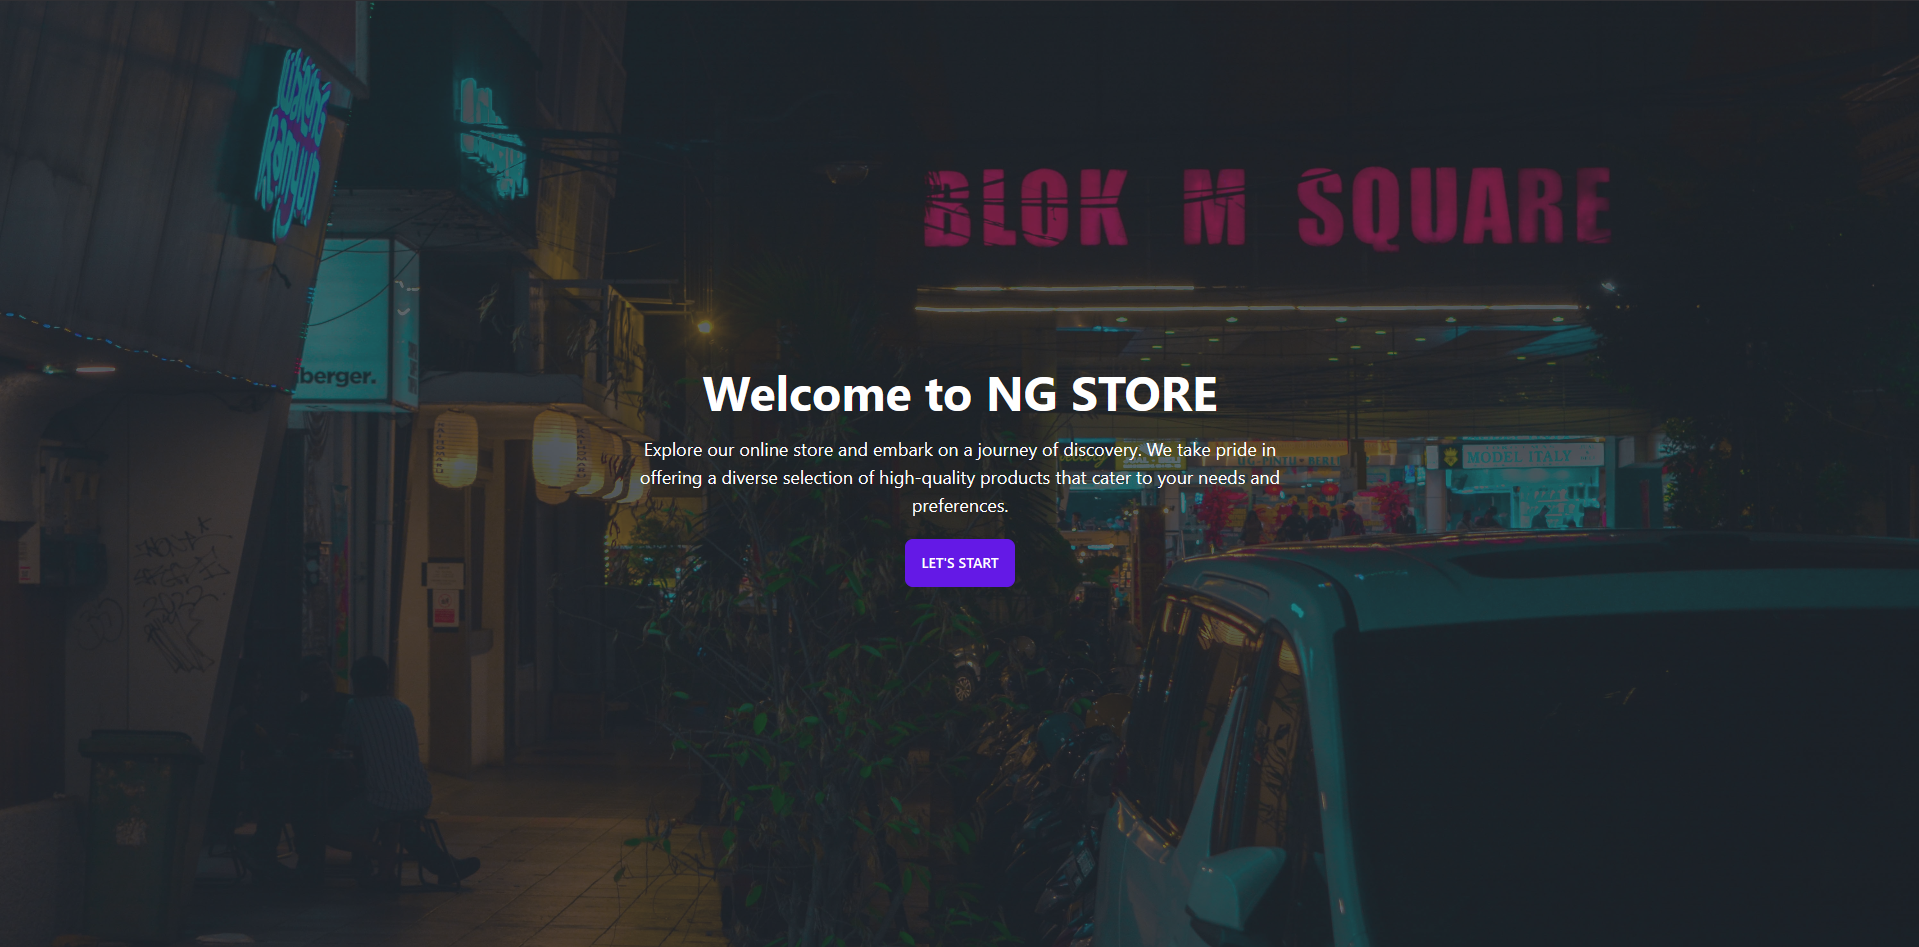 Warung
Ramyun
BLOK M SQUARE
berger.
Welcome to NG STORE
Explore our online store and embark on a journey of discovery. We take pride in
offering a diverse selection of high-quality products that cater to your needs and
preferences.
MODEL ITALY
LET'S START